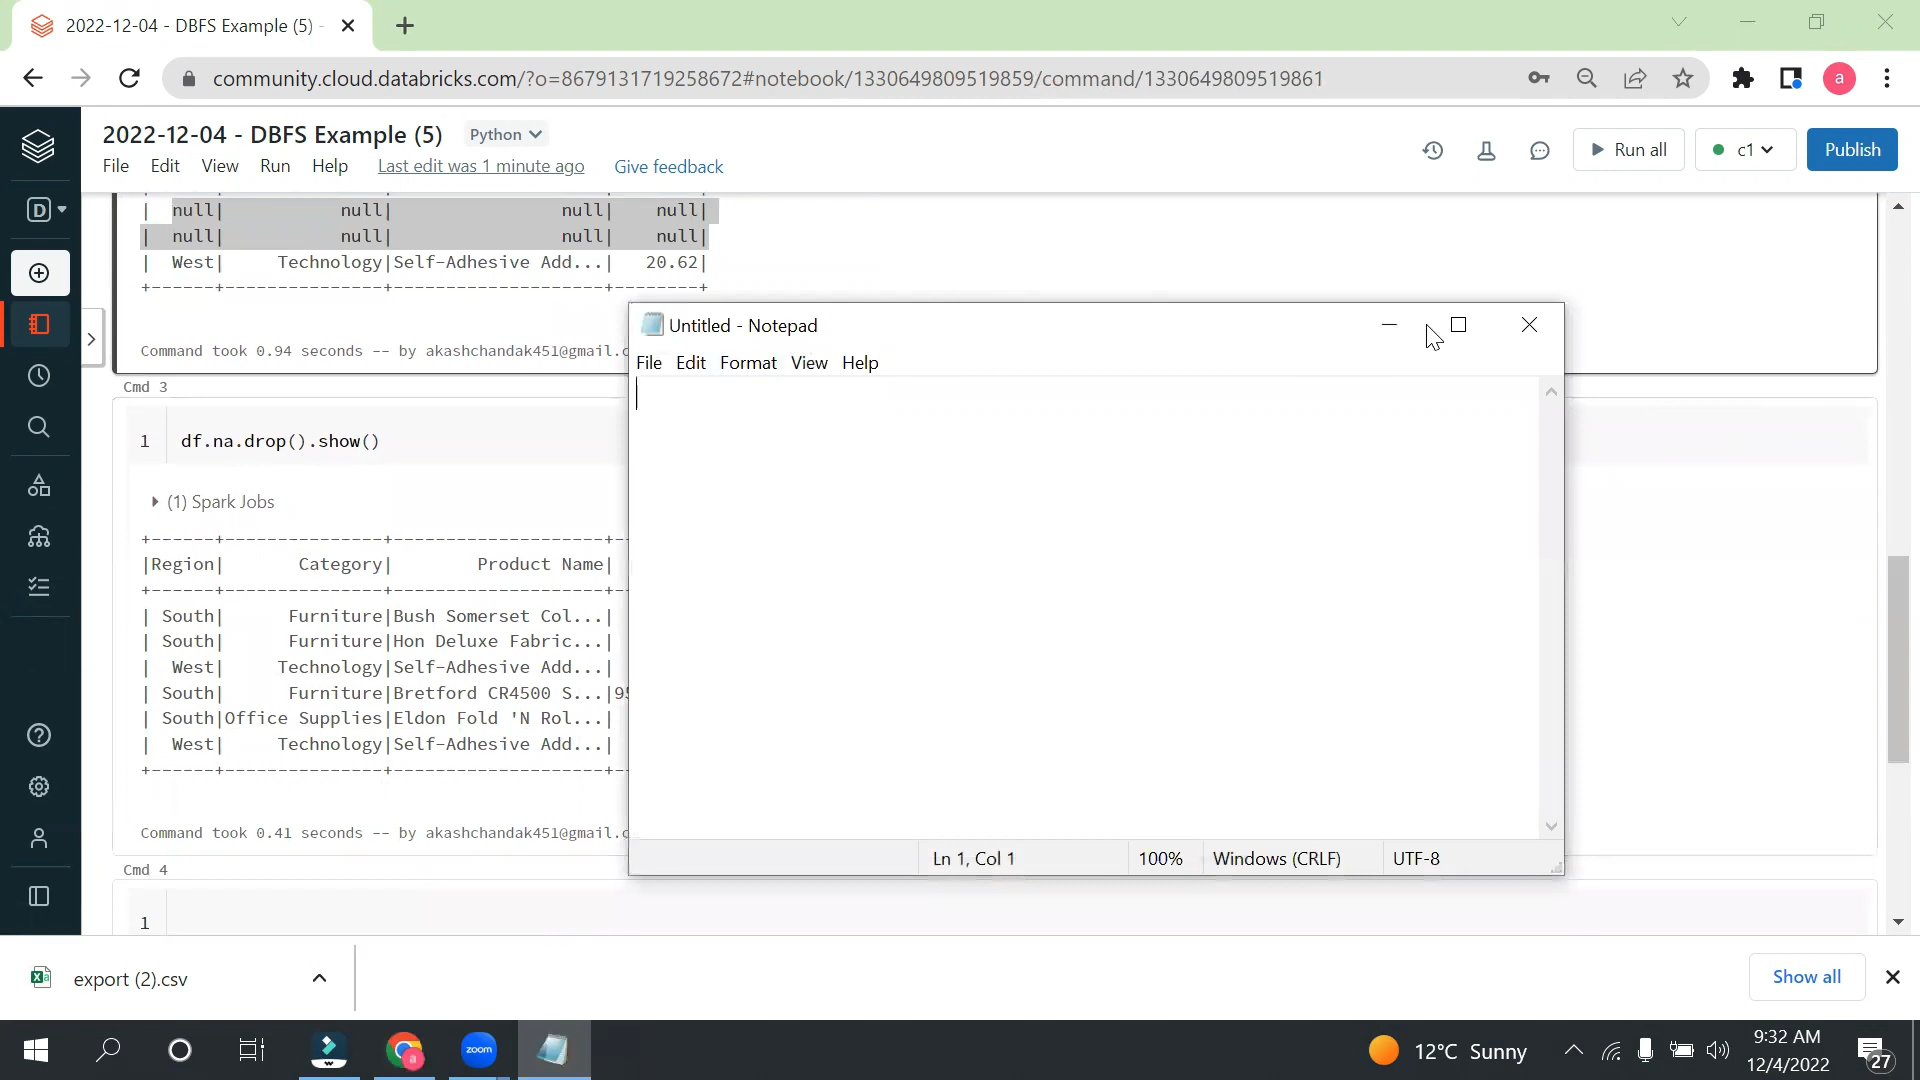 2022-12-04 - DBFS Example (5) -
community.cloud.databricks.com/?o=8679131719258672#notebook/1330649809519859/command/1330649809519861
a
2022-12-04 - DBFS Example (5) Python
File Edit View Run Help Last edit was 1 minute ago Give feedback
Run all
c1
Publish
D
| null| null| null| null|
| null| null| null| null|
| West| Technology|Self-Adhesive Add...| 20.62|
+------+---------------+--------------------+--------+
Command took 0.94 seconds -- by akashchandak451@gmail.c
Cmd 3
1 df.na.drop().show()
(1) Spark Jobs
+------+---------------+--------------------+--
|Region| Category| Product Name|
+------+---------------+--------------------+--
| South| Furniture|Bush Somerset Col...|
| South| Furniture|Hon Deluxe Fabric...|
| West| Technology|Self-Adhesive Add...|
| South| Furniture|Bretford CR4500 S...|95
| South|Office Supplies|Eldon Fold 'N Rol...|
| West| Technology|Self-Adhesive Add...|
+------+---------------+--------------------+--
Command took 0.41 seconds -- by akashchandak451@gmail.c
Cmd 4
1
Untitled - Notepad
File Edit Format View Help
Ln 1, Col 1 100% Windows (CRLF) UTF-8
export (2).csv
Show all
zoom
a
12°C Sunny
9:32 AM
12/4/2022
27